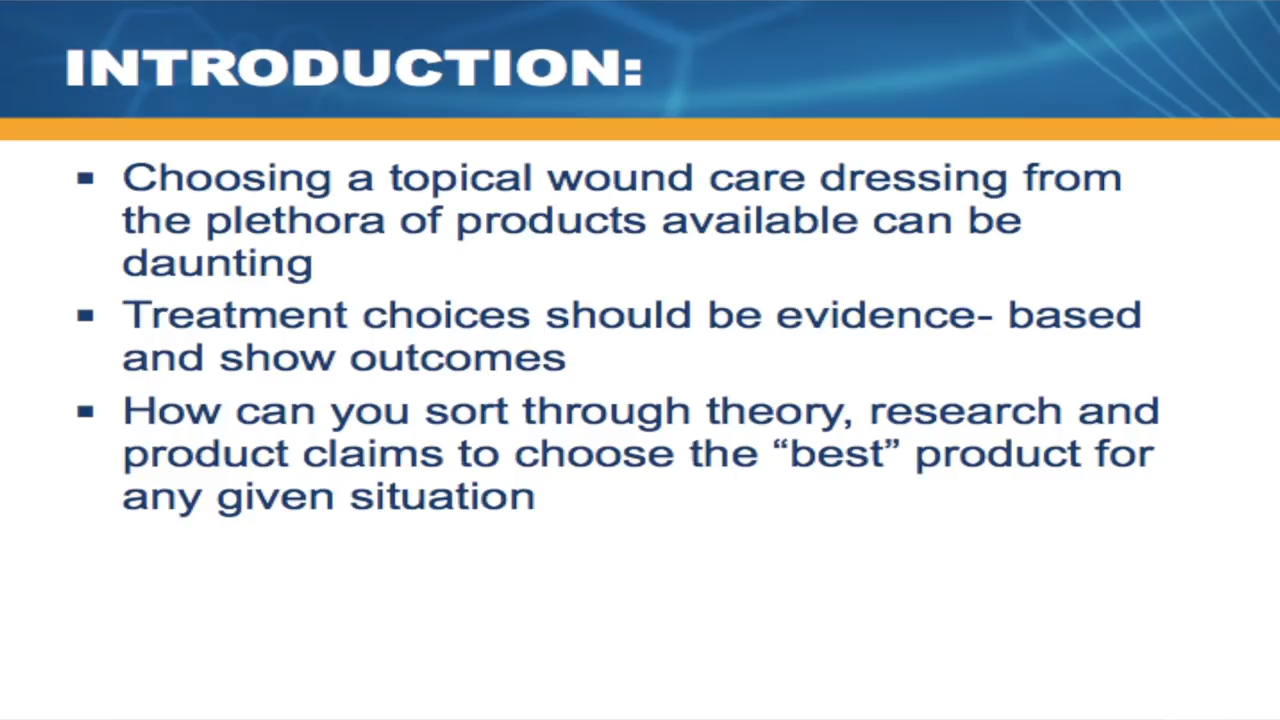 INTRODUCTION:
▪ Choosing a topical wound care dressing from
the plethora of products available can be
daunting
▪ Treatment choices should be evidence- based
and show outcomes
▪ How can you sort through theory, research and
product claims to choose the “best” product for
any given situation